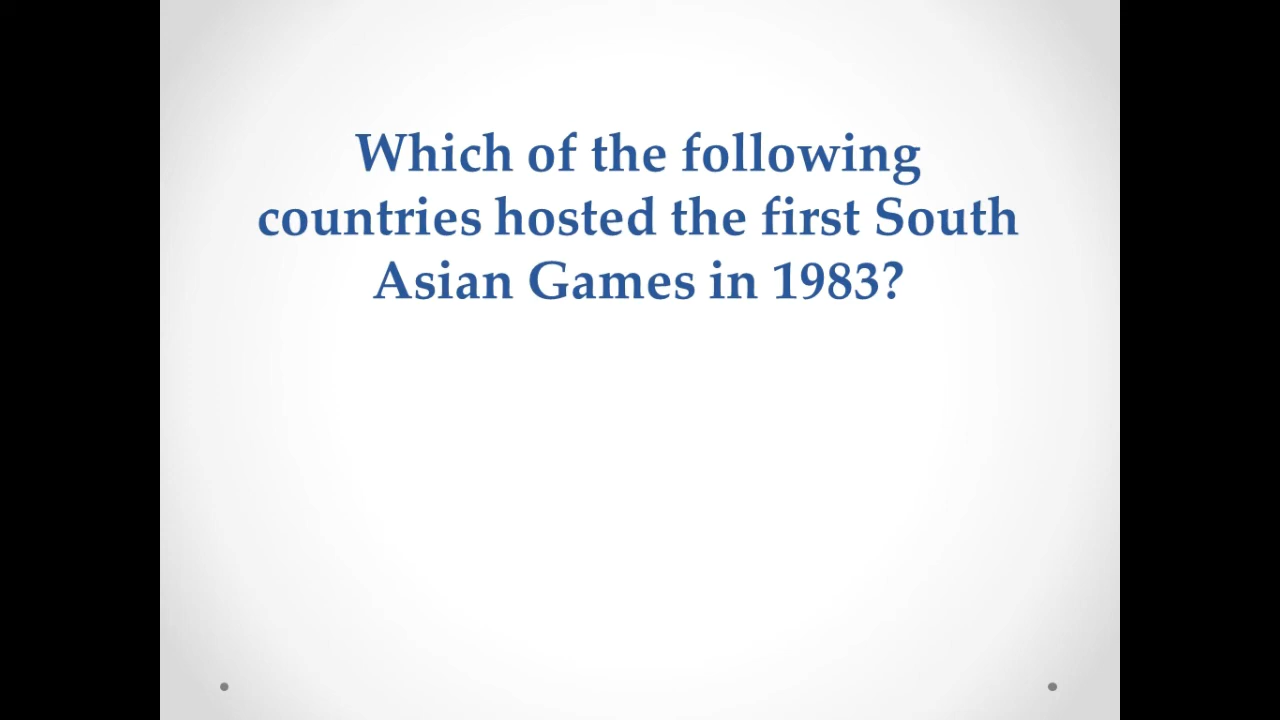 Which of the following
countries hosted the first South
Asian Games in 1983?